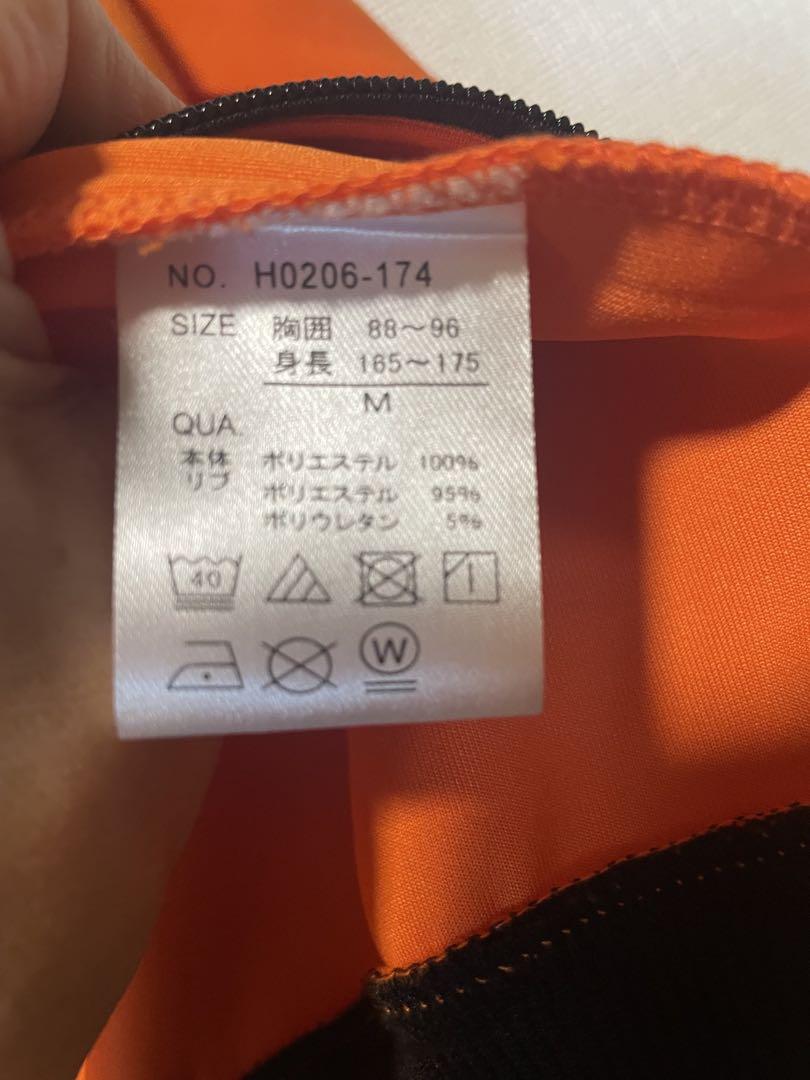 NO. H0206-174
SIZE 胸囲 88～96
身長 165～175
M
QUA.
本体 ポリエステル 100%
リブ ポリエステル 95%
ポリウレタン 5%
40
W